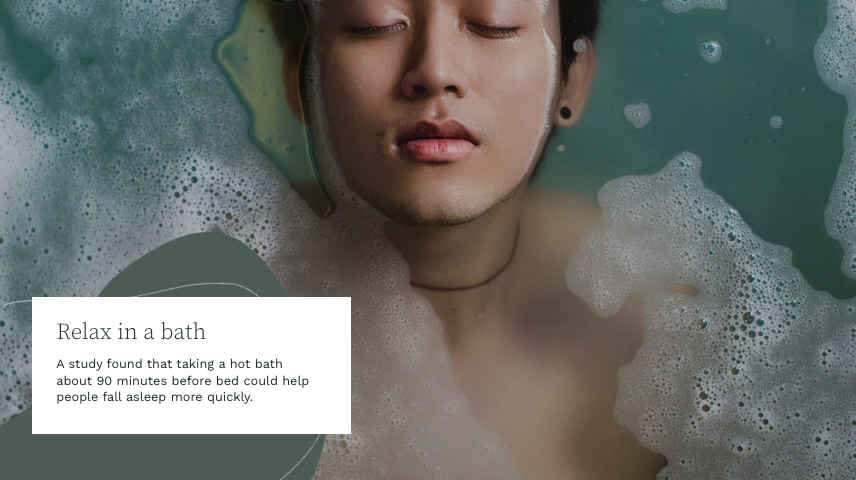 Relax in a bath
A study found that taking a hot bath
about 90 minutes before bed could help
people fall asleep more quickly.